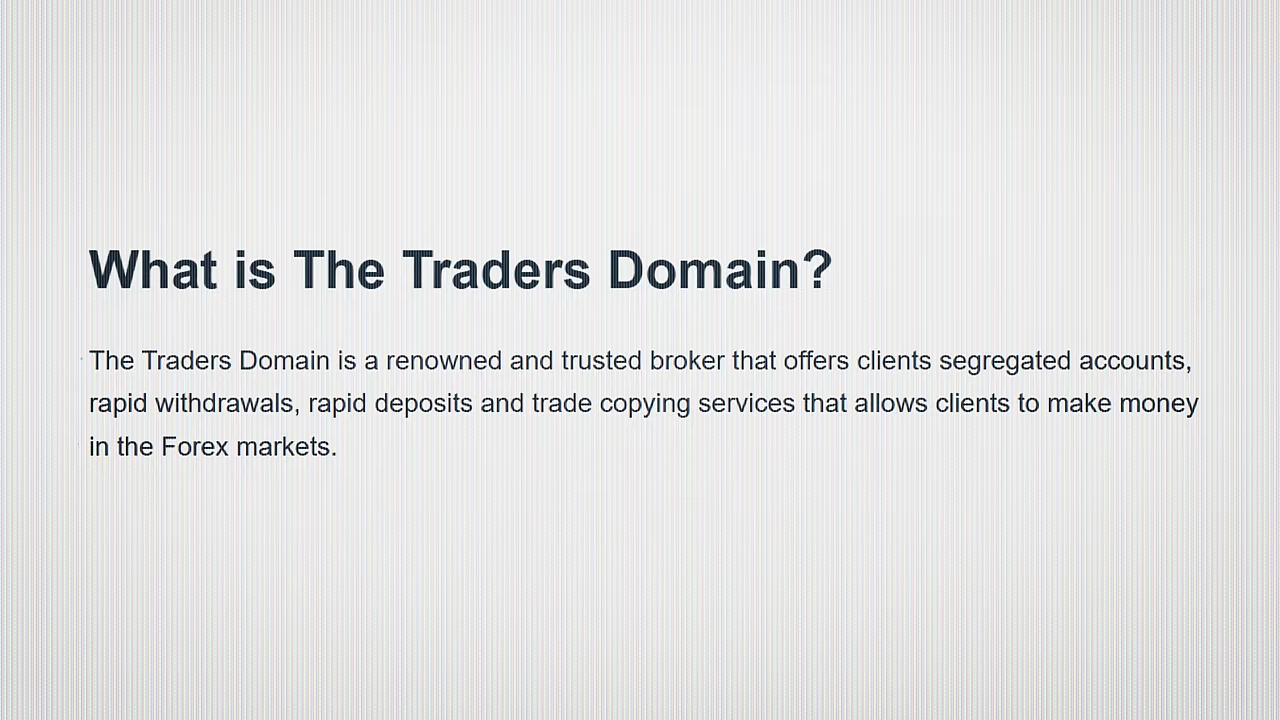 What is The Traders Domain?
The Traders Domain is a renowned and trusted broker that offers clients segregated accounts,
rapid withdrawals, rapid deposits and trade copying services that allows clients to make money
in the Forex markets.